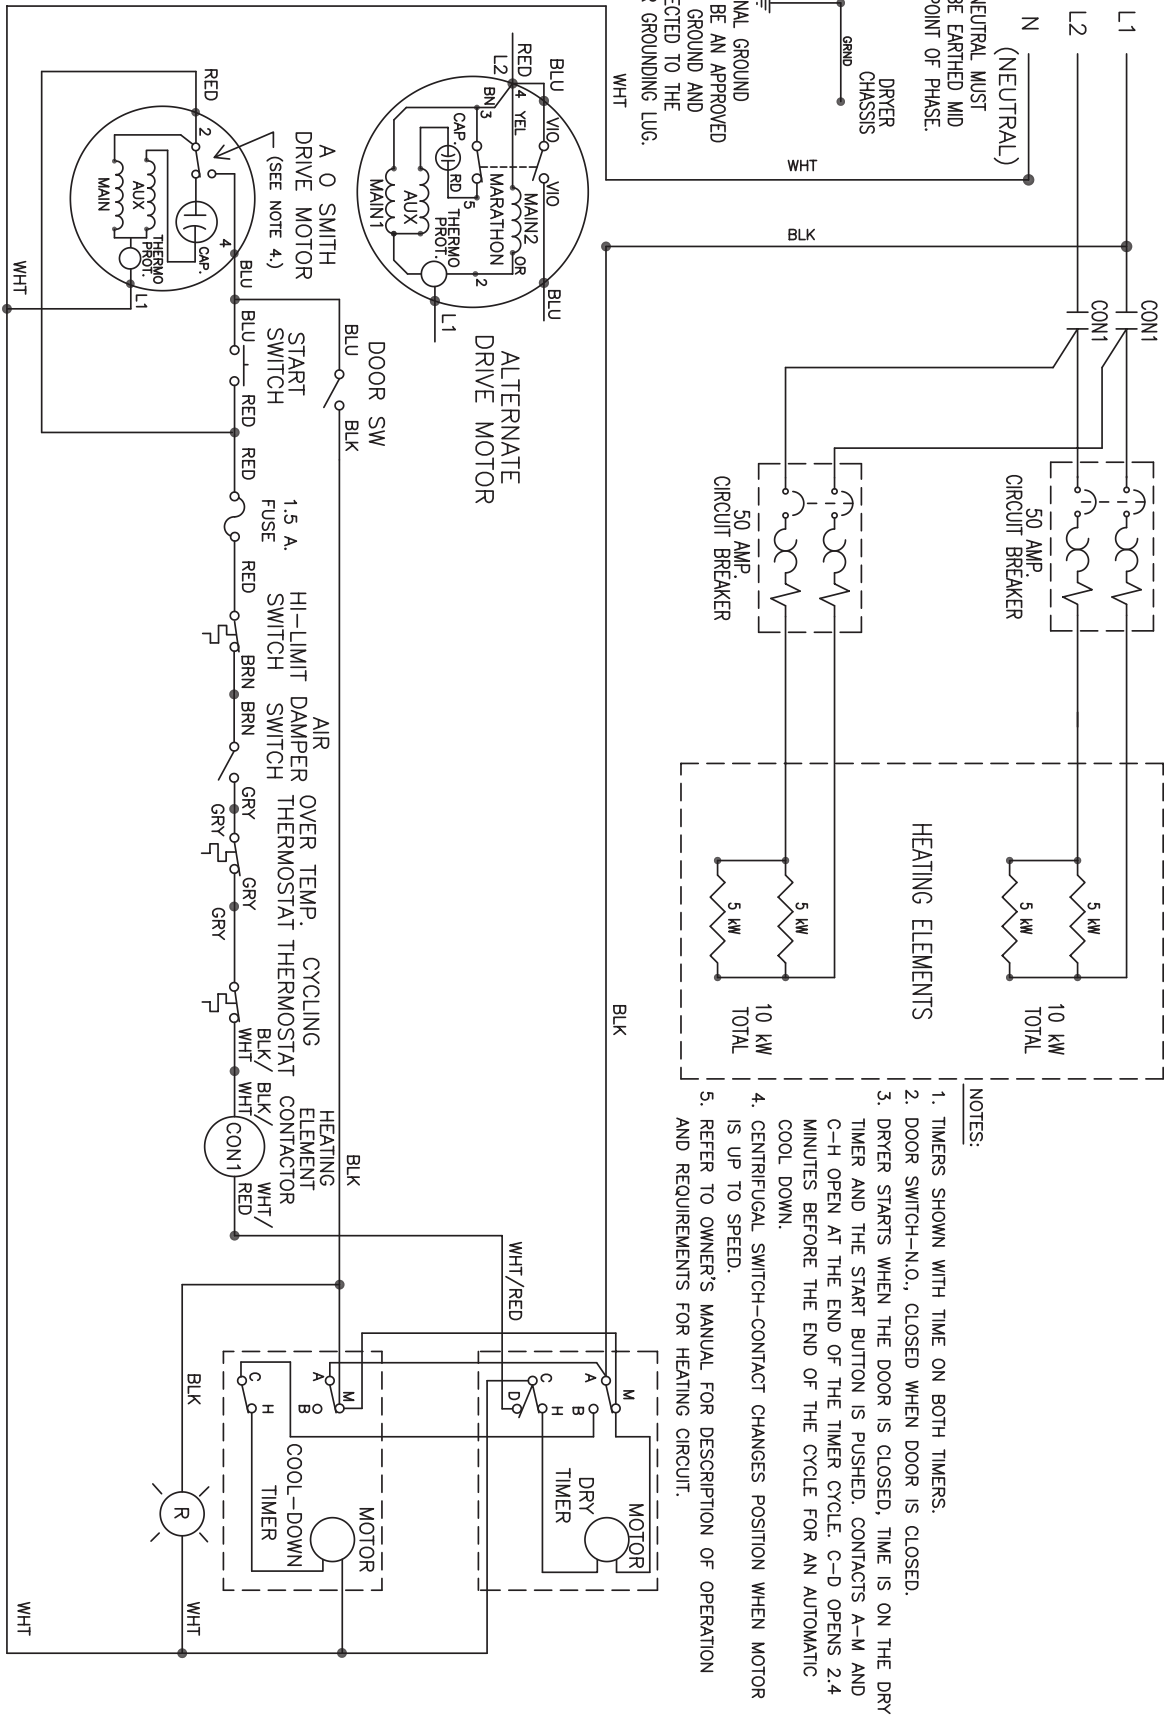 L1
L2
N
(NEUTRAL)
NEUTRAL MUST
BE EARTHED MID
POINT OF PHASE.
DRYER
CHASSIS
GRND
NAL GROUND
BE AN APPROVED
GROUND AND
ECTED TO THE
R GROUNDING LUG.
WHT
WHT
BLK
CON1
CON1
50 AMP.
CIRCUIT BREAKER
50 AMP.
CIRCUIT BREAKER
HEATING ELEMENTS
5 kW
5 kW
10 kW
TOTAL
5 kW
5 kW
10 kW
TOTAL
BLK
NOTES:
1. TIMERS SHOWN WITH TIME ON BOTH TIMERS.
2. DOOR SWITCH-N.O., CLOSED WHEN DOOR IS CLOSED.
3. DRYER STARTS WHEN THE DOOR IS CLOSED, TIME IS ON THE DRY
TIMER AND THE START BUTTON IS PUSHED. CONTACTS A-M AND
C-H OPEN AT THE END OF THE TIMER CYCLE. C-D OPENS 2.4
MINUTES BEFORE THE END OF THE CYCLE FOR AN AUTOMATIC
COOL DOWN.
4. CENTRIFUGAL SWITCH-CONTACT CHANGES POSITION WHEN MOTOR
IS UP TO SPEED.
5. REFER TO OWNER'S MANUAL FOR DESCRIPTION OF OPERATION
AND REQUIREMENTS FOR HEATING CIRCUIT.
BLU
RED
L2
4
YEL
BN
3
VIO
VIO
CAP.
RD
5
MAIN2
MARATHON
OR
AUX
MAIN1
THERMO
PROT.
2
BLU
L1
ALTERNATE
DRIVE MOTOR
A O SMITH
DRIVE MOTOR
(SEE NOTE 4.)
RED
2
MAIN
AUX
CAP.
THERMO
PROT.
4
L1
WHT
BLU
BLU
START
SWITCH
RED
BLU
DOOR SW
BLK
RED
1.5 A.
FUSE
RED
HI-LIMIT
SWITCH
BRN
BRN
AIR
DAMPER
SWITCH
GRY
GRY
OVER TEMP.
THERMOSTAT
GRY
GRY
CYCLING
THERMOSTAT
BLK/
WHT
BLK/
WHT
HEATING
ELEMENT
CONTACTOR
CON1
WHT/
RED
BLK
WHT/RED
M
A
B
H
C
D
DRY
TIMER
MOTOR
M
A
B
C
H
COOL-DOWN
TIMER
MOTOR
BLK
R
WHT
WHT